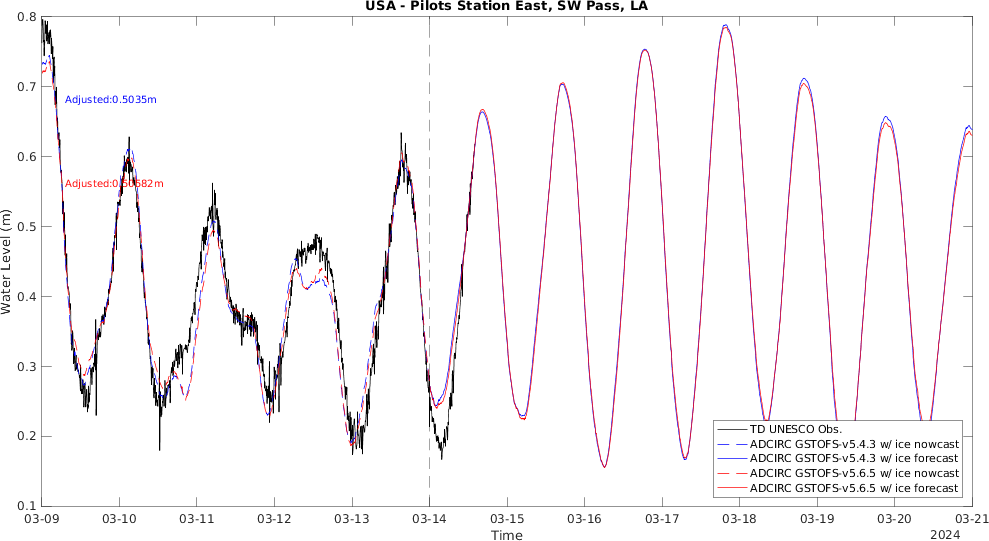 USA - Pilots Station East, SW Pass, LA
0.8
0.7
0.6
0.5
0.4
0.3
0.2
0.1
Water Level (m)
Adjusted:0.5035m
Adjusted:0.50682m
TD UNESCO Obs.
ADCIRC GSTOFS-v5.4.3 w/ ice nowcast
ADCIRC GSTOFS-v5.4.3 w/ ice forecast
ADCIRC GSTOFS-v5.6.5 w/ ice nowcast
ADCIRC GSTOFS-v5.6.5 w/ ice forecast
03-09 03-10 03-11 03-12 03-13 03-14 03-15 03-16 03-17 03-18 03-19 03-20 03-21
Time
2024